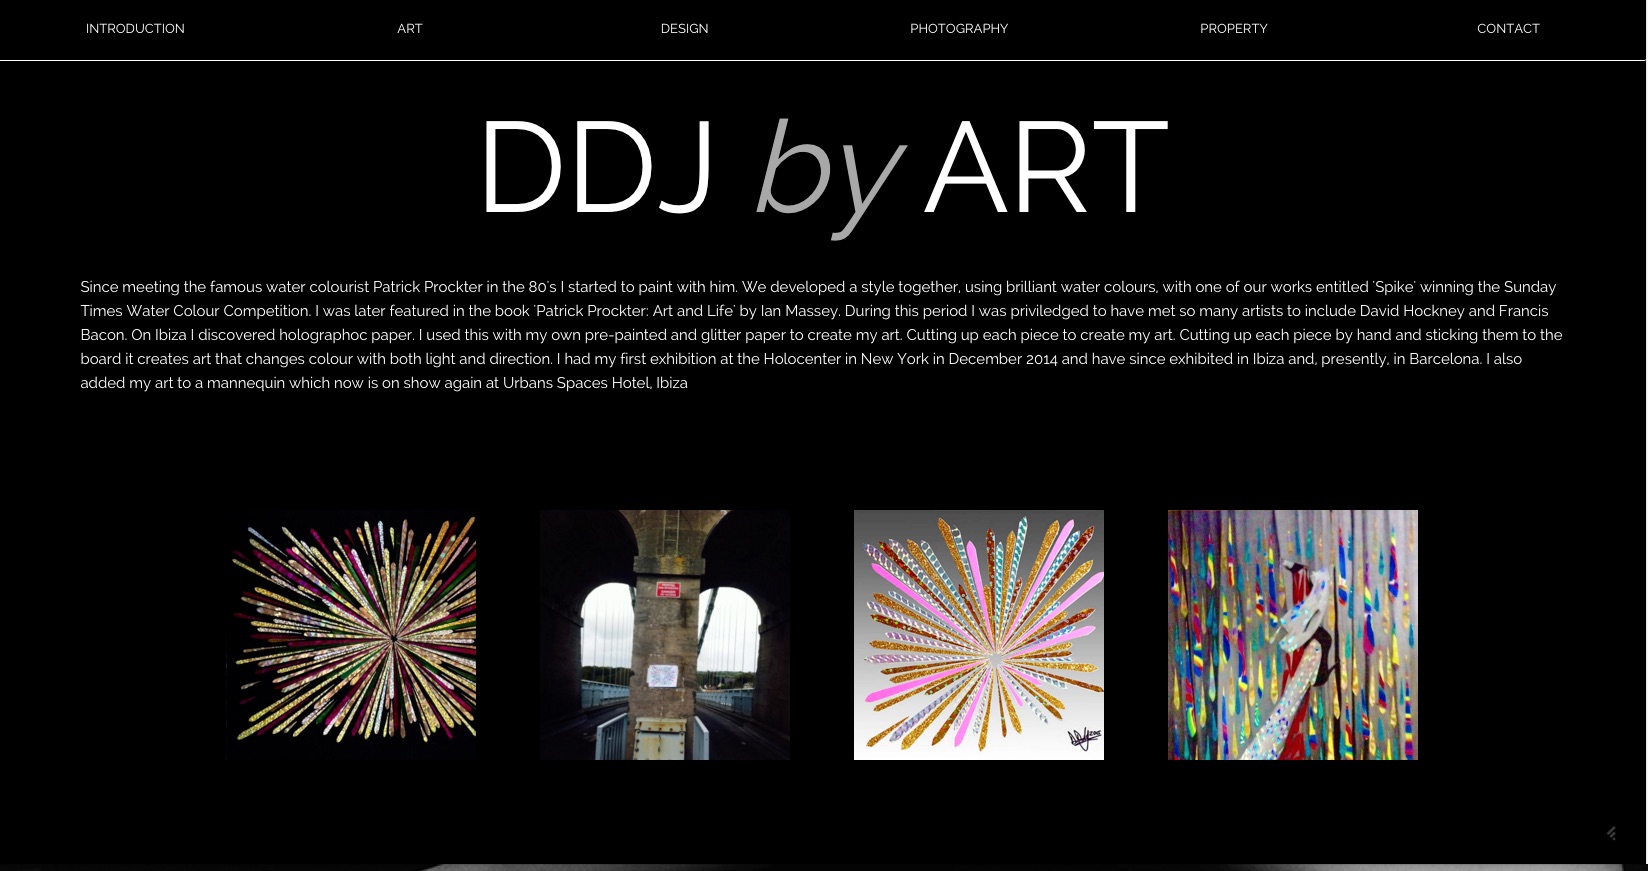 INTRODUCTION ART DESIGN PHOTOGRAPHY PROPERTY CONTACT
DDJ by ART
Since meeting the famous water colourist Patrick Prockter in the 80's I started to paint with him. We developed a style together, using brilliant water colours, with one of our works entitled 'Spike' winning the Sunday
Times Water Colour Competition. I was later featured in the book 'Patrick Prockter: Art and Life' by Ian Massey. During this period I was priviledged to have met so many artists to include David Hockney and Francis
Bacon. On Ibiza I discovered holographoc paper. I used this with my own pre-painted and glitter paper to create my art. Cutting up each piece to create my art. Cutting up each piece by hand and sticking them to the
board it creates art that changes colour with both light and direction. I had my first exhibition at the Holocenter in New York in December 2014 and have since exhibited in Ibiza and, presently, in Barcelona. I also
added my art to a mannequin which now is on show again at Urbans Spaces Hotel, Ibiza